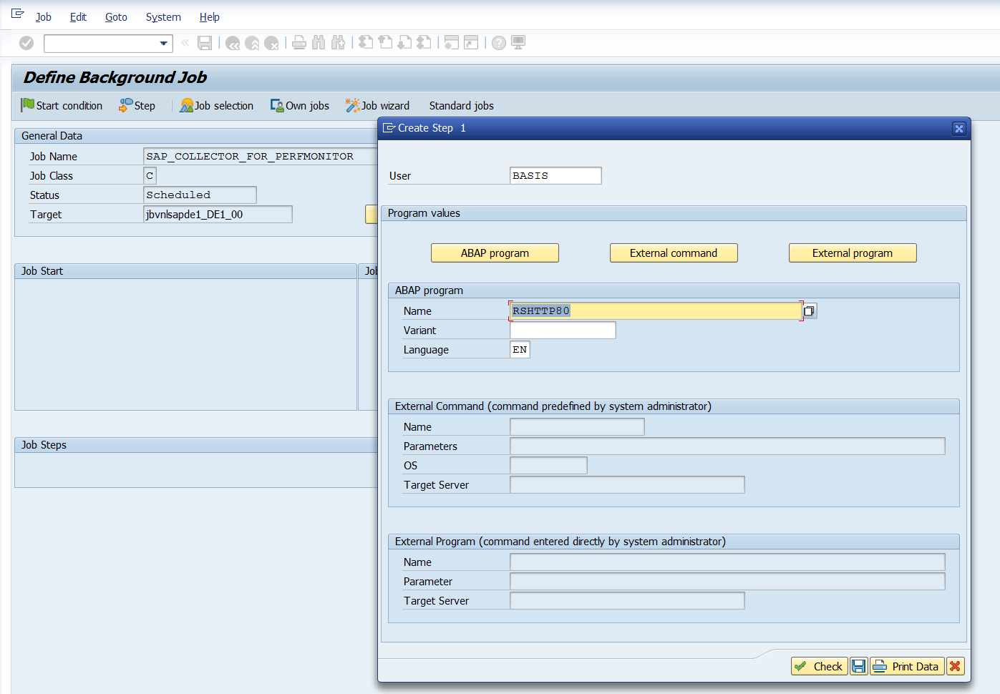 Job Edit Goto System Help
Define Background Job
Start condition Step Job selection Own jobs Job wizard Standard jobs
General Data
Job Name SAP_COLLECTOR_FOR_PERFMONITOR
Job Class C
Status Scheduled
Target jbvnlsapde1_DE1_00
Job Start Job
Job Steps
Create Step 1
User BASIS
Program values
ABAP program External command External program
ABAP program
Name RSHTTP80
Variant
Language EN
External Command (command predefined by system administrator)
Name
Parameters
OS
Target Server
External Program (command entered directly by system administrator)
Name
Parameter
Target Server
Check Print Data